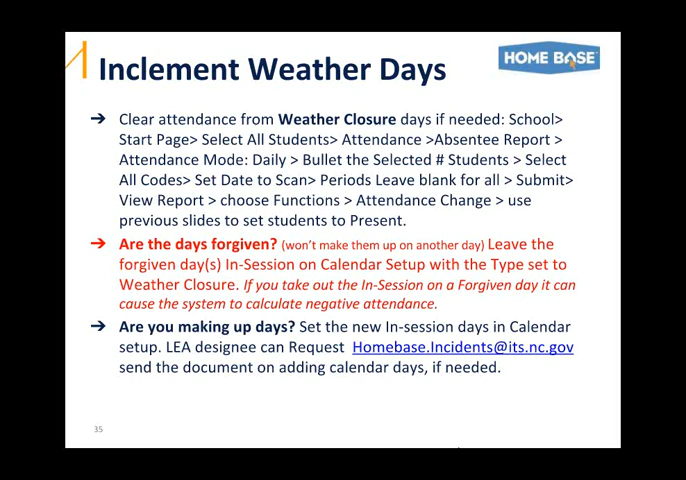 Inclement Weather Days
HOME BASE
➔ Clear attendance from Weather Closure days if needed: School>
Start Page> Select All Students> Attendance >Absentee Report >
Attendance Mode: Daily > Bullet the Selected # Students > Select
All Codes> Set Date to Scan> Periods Leave blank for all > Submit>
View Report > choose Functions > Attendance Change > use
previous slides to set students to Present.
➔ Are the days forgiven? (won't make them up on another day) Leave the
forgiven day(s) In-Session on Calendar Setup with the Type set to
Weather Closure. If you take out the In-Session on a Forgiven day it can
cause the system to calculate negative attendance.
➔ Are you making up days? Set the new In-session days in Calendar
setup. LEA designee can Request Homebase.Incidents@its.nc.gov
send the document on adding calendar days, if needed.
35